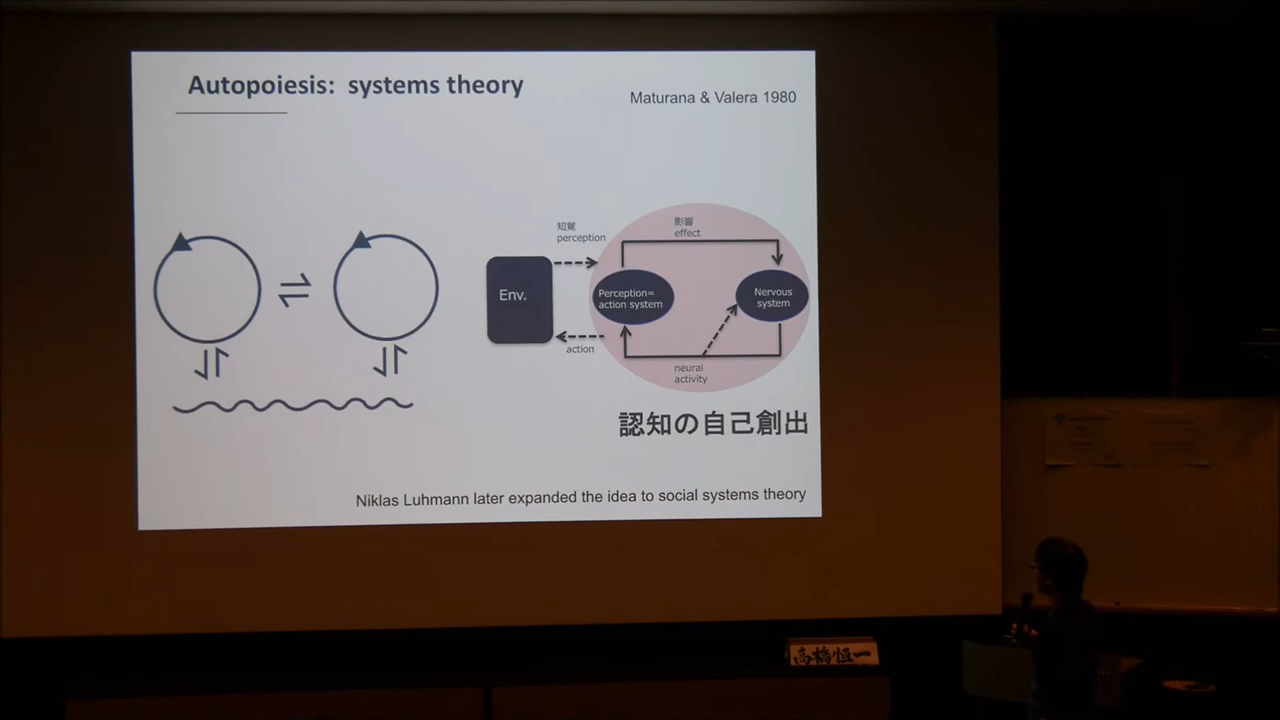 Autopoiesis: systems theory
Maturana & Valera 1980
知覚
perception
影響
effect
Env.
Perception=
action system
Nervous
system
action
neural
activity
認知の自己創出
Niklas Luhmann later expanded the idea to social systems theory
高橋恒一